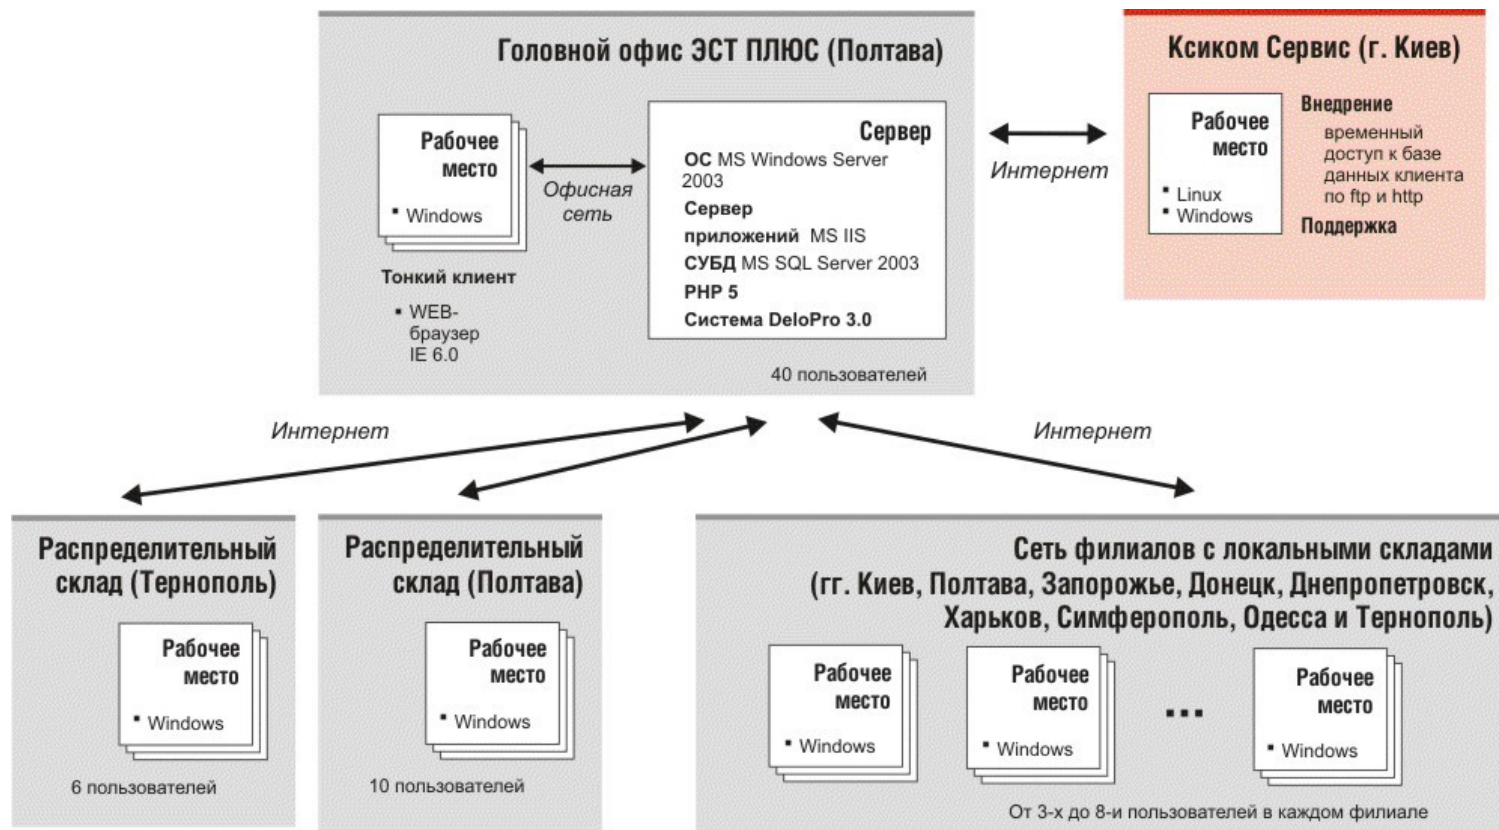 Головной офис ЭСТ ПЛЮС (Полтава)
Рабочее
место
▪ Windows
Тонкий клиент
▪ WEB-
браузер
IE 6.0
Офисная
сеть
Сервер
ОС MS Windows Server
2003
Сервер
приложений MS IIS
СУБД MS SQL Server 2003
PHP 5
Система DeloPro 3.0
40 пользователей
Интернет
Ксиком Сервис (г. Киев)
Рабочее
место
▪ Linux
▪ Windows
Внедрение
временный
доступ к базе
данных клиента
по ftp и http
Поддержка
Интернет
Интернет
Распределительный
склад (Тернополь)
Рабочее
место
▪ Windows
6 пользователей
Распределительный
склад (Полтава)
Рабочее
место
▪ Windows
10 пользователей
Сеть филиалов с локальными складами
(гг. Киев, Полтава, Запорожье, Донецк, Днепропетровск,
Харьков, Симферополь, Одесса и Тернополь)
Рабочее
место
▪ Windows
Рабочее
место
▪ Windows
...
Рабочее
место
▪ Windows
От 3-х до 8-и пользователей в каждом филиале